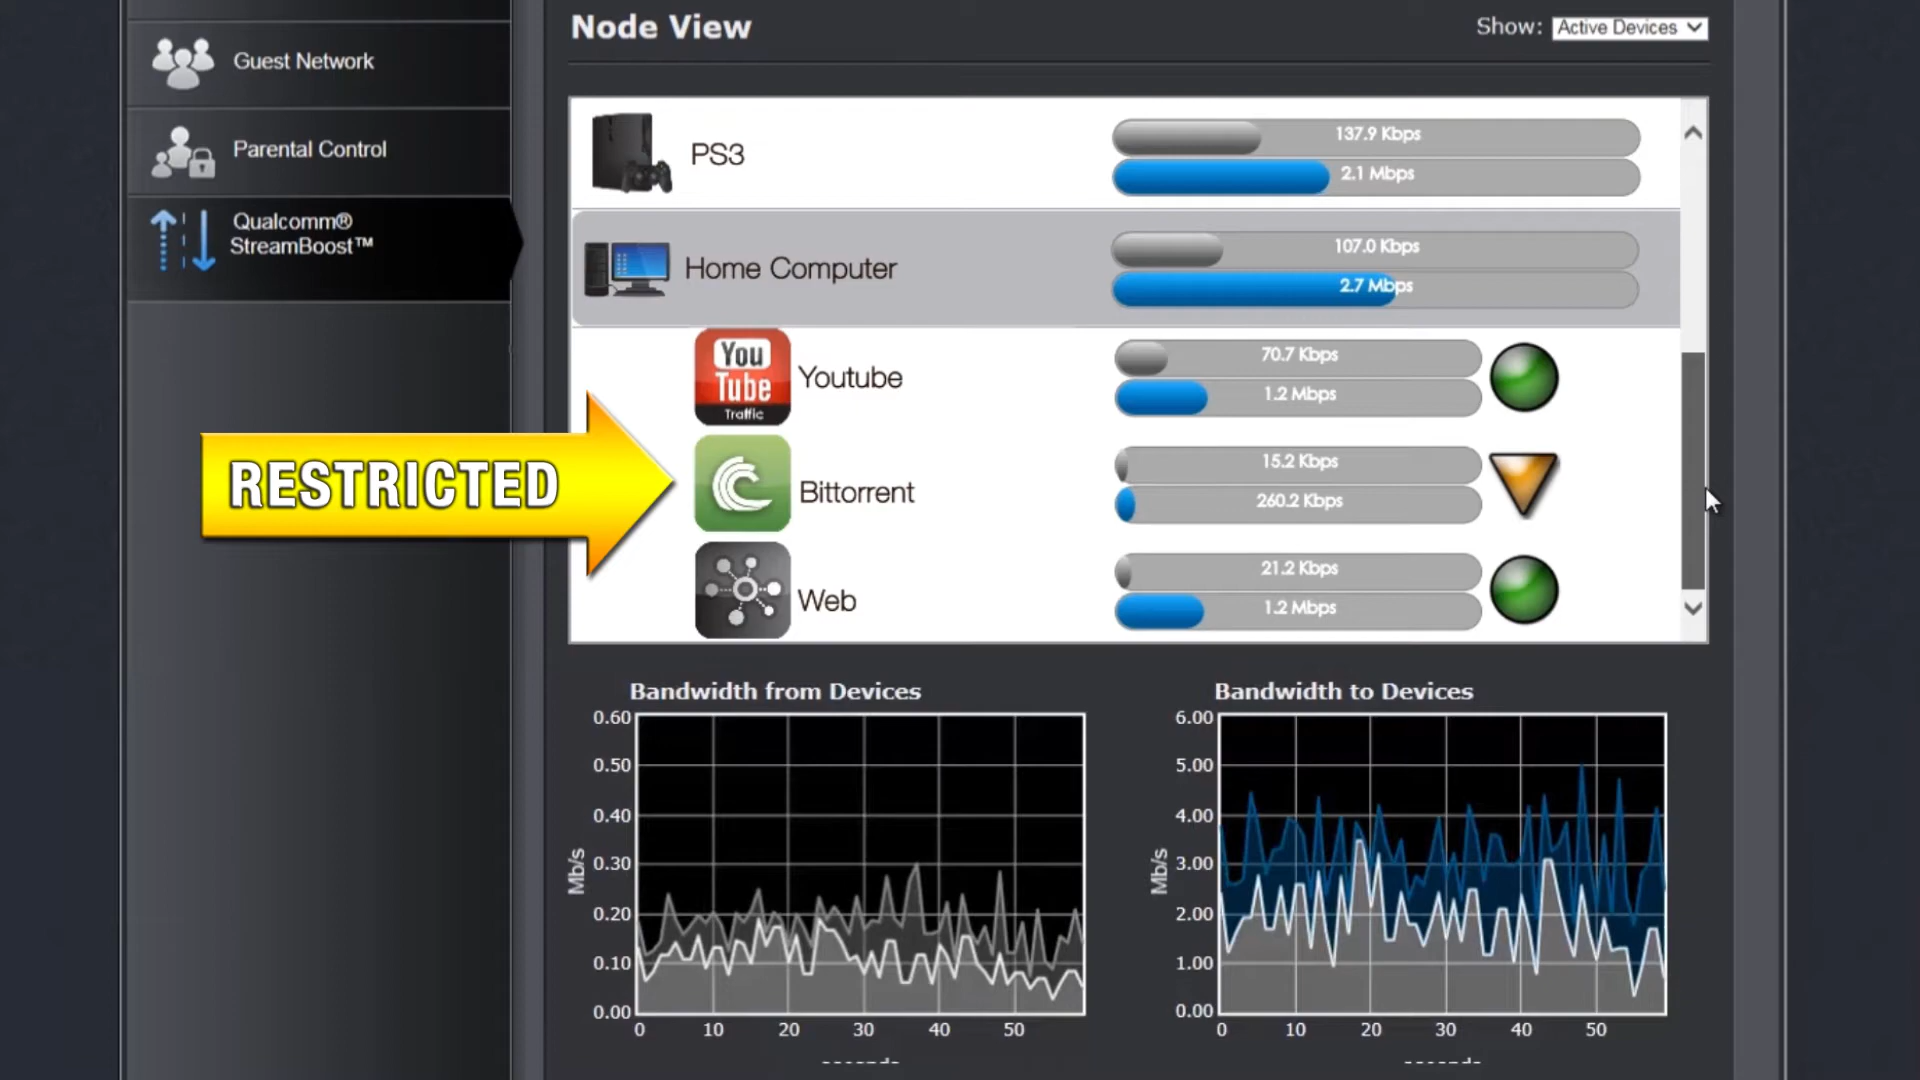 Node View
Show: Active Devices
Guest Network
Parental Control
Qualcomm®
StreamBoost™
PS3
137.9 Kbps
2.1 Mbps
Home Computer
107.0 Kbps
2.7 Mbps
You
Tube
Traffic
Youtube
70.7 Kbps
1.2 Mbps
RESTRICTED
Bittorrent
15.2 Kbps
260.2 Kbps
Web
21.2 Kbps
1.2 Mbps
Bandwidth from Devices
0.60
0.50
0.40
0.30
0.20
0.10
0.00
Mb/s
0 10 20 30 40 50
Bandwidth to Devices
6.00
5.00
4.00
3.00
2.00
1.00
0.00
Mb/s
0 10 20 30 40 50